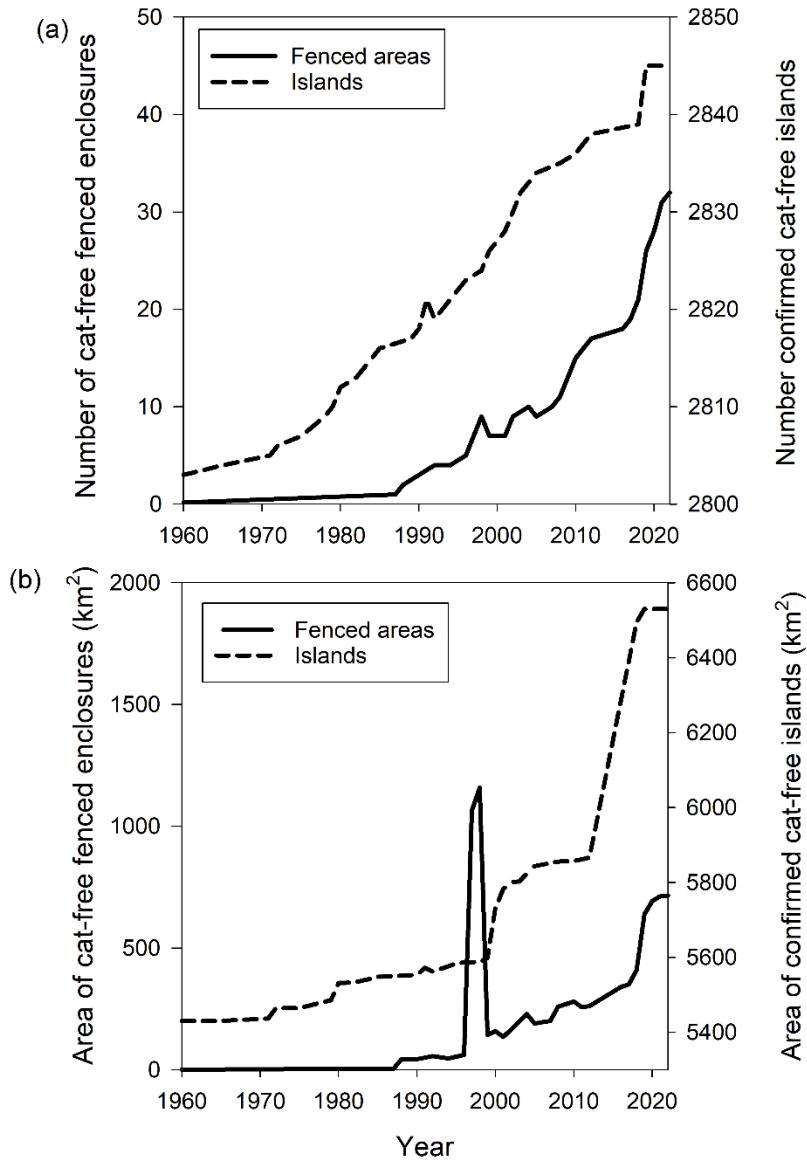 (a)
Number of cat-free fenced enclosures
50
40
30
20
10
0
Fenced areas
Islands
2850
2840
2830
2820
2810
2800
Number confirmed cat-free islands
1960 1970 1980 1990 2000 2010 2020
(b)
Area of cat-free fenced enclosures (km²)
2000
1500
1000
500
0
Fenced areas
Islands
6600
6400
6200
6000
5800
5600
5400
Area of confirmed cat-free islands (km²)
1960 1970 1980 1990 2000 2010 2020
Year